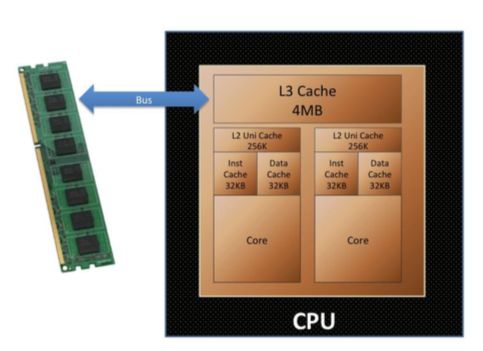 Bus
L3 Cache
4MB
L2 Uni Cache
256K
Inst
Cache
32KB
Data
Cache
32KB
Core
L2 Uni Cache
256K
Inst
Cache
32KB
Data
Cache
32KB
Core
CPU